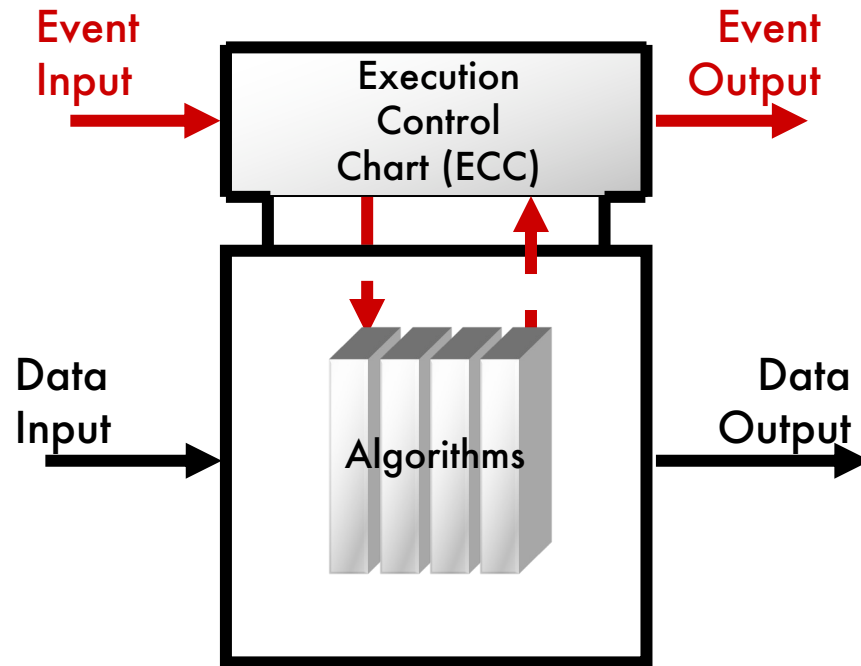 Event
Input
Execution
Control
Chart (ECC)
Event
Output
Data
Input
Algorithms
Data
Output